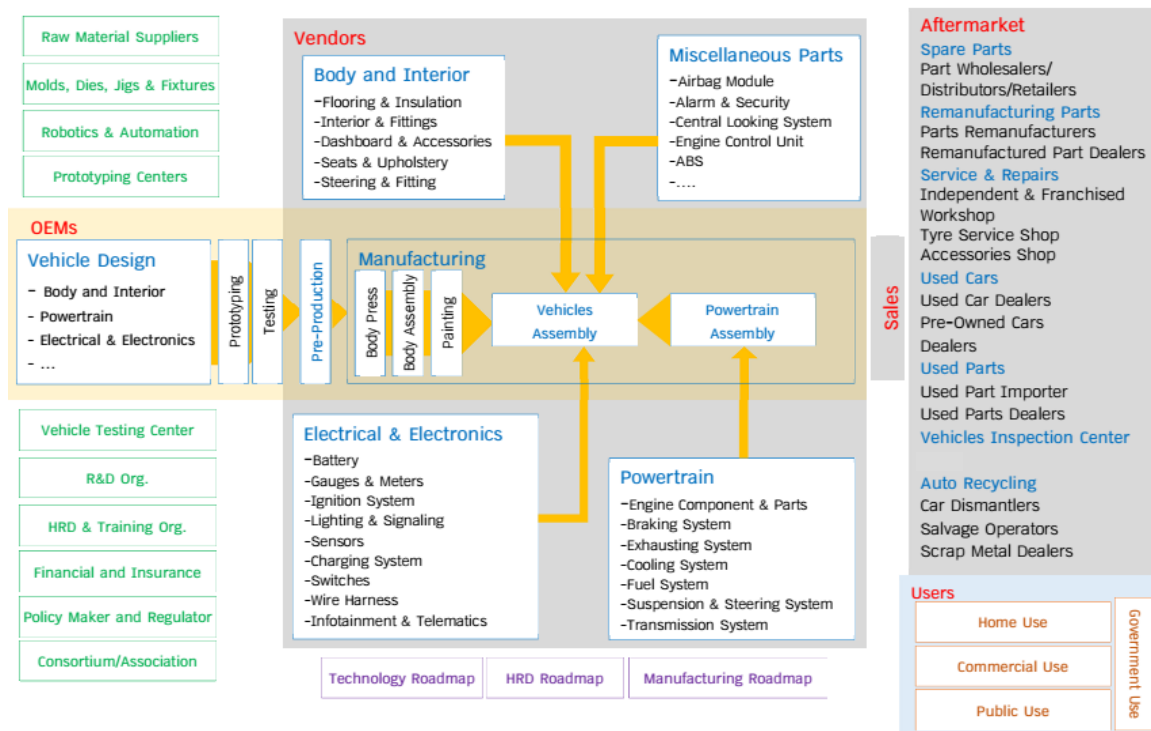 Raw Material Suppliers
Molds, Dies, Jigs & Fixtures
Robotics & Automation
Prototyping Centers
Vendors
Body and Interior
-Flooring & Insulation
-Interior & Fittings
-Dashboard & Accessories
-Seats & Upholstery
-Steering & Fitting
Miscellaneous Parts
-Airbag Module
-Alarm & Security
-Central Looking System
-Engine Control Unit
-ABS
-....
OEMs
Vehicle Design
- Body and Interior
- Powertrain
- Electrical & Electronics
- ...
Prototyping
Testing
Pre-Production
Manufacturing
Body Press
Body Assembly
Painting
Vehicles
Assembly
Powertrain
Assembly
Sales
Vehicle Testing Center
R&D Org.
HRD & Training Org.
Financial and Insurance
Policy Maker and Regulator
Consortium/Association
Electrical & Electronics
-Battery
-Gauges & Meters
-Ignition System
-Lighting & Signaling
-Sensors
-Charging System
-Switches
-Wire Harness
-Infotainment & Telematics
Powertrain
-Engine Component & Parts
-Braking System
-Exhausting System
-Cooling System
-Fuel System
-Suspension & Steering System
-Transmission System
Technology Roadmap
HRD Roadmap
Manufacturing Roadmap
Aftermarket
Spare Parts
Part Wholesalers/
Distributors/Retailers
Remanufacturing Parts
Parts Remanufacturers
Remanufactured Part Dealers
Service & Repairs
Independent & Franchised
Workshop
Tyre Service Shop
Accessories Shop
Used Cars
Used Car Dealers
Pre-Owned Cars
Dealers
Used Parts
Used Part Importer
Used Parts Dealers
Vehicles Inspection Center
Auto Recycling
Car Dismantlers
Salvage Operators
Scrap Metal Dealers
Users
Home Use
Commercial Use
Public Use
Government Use